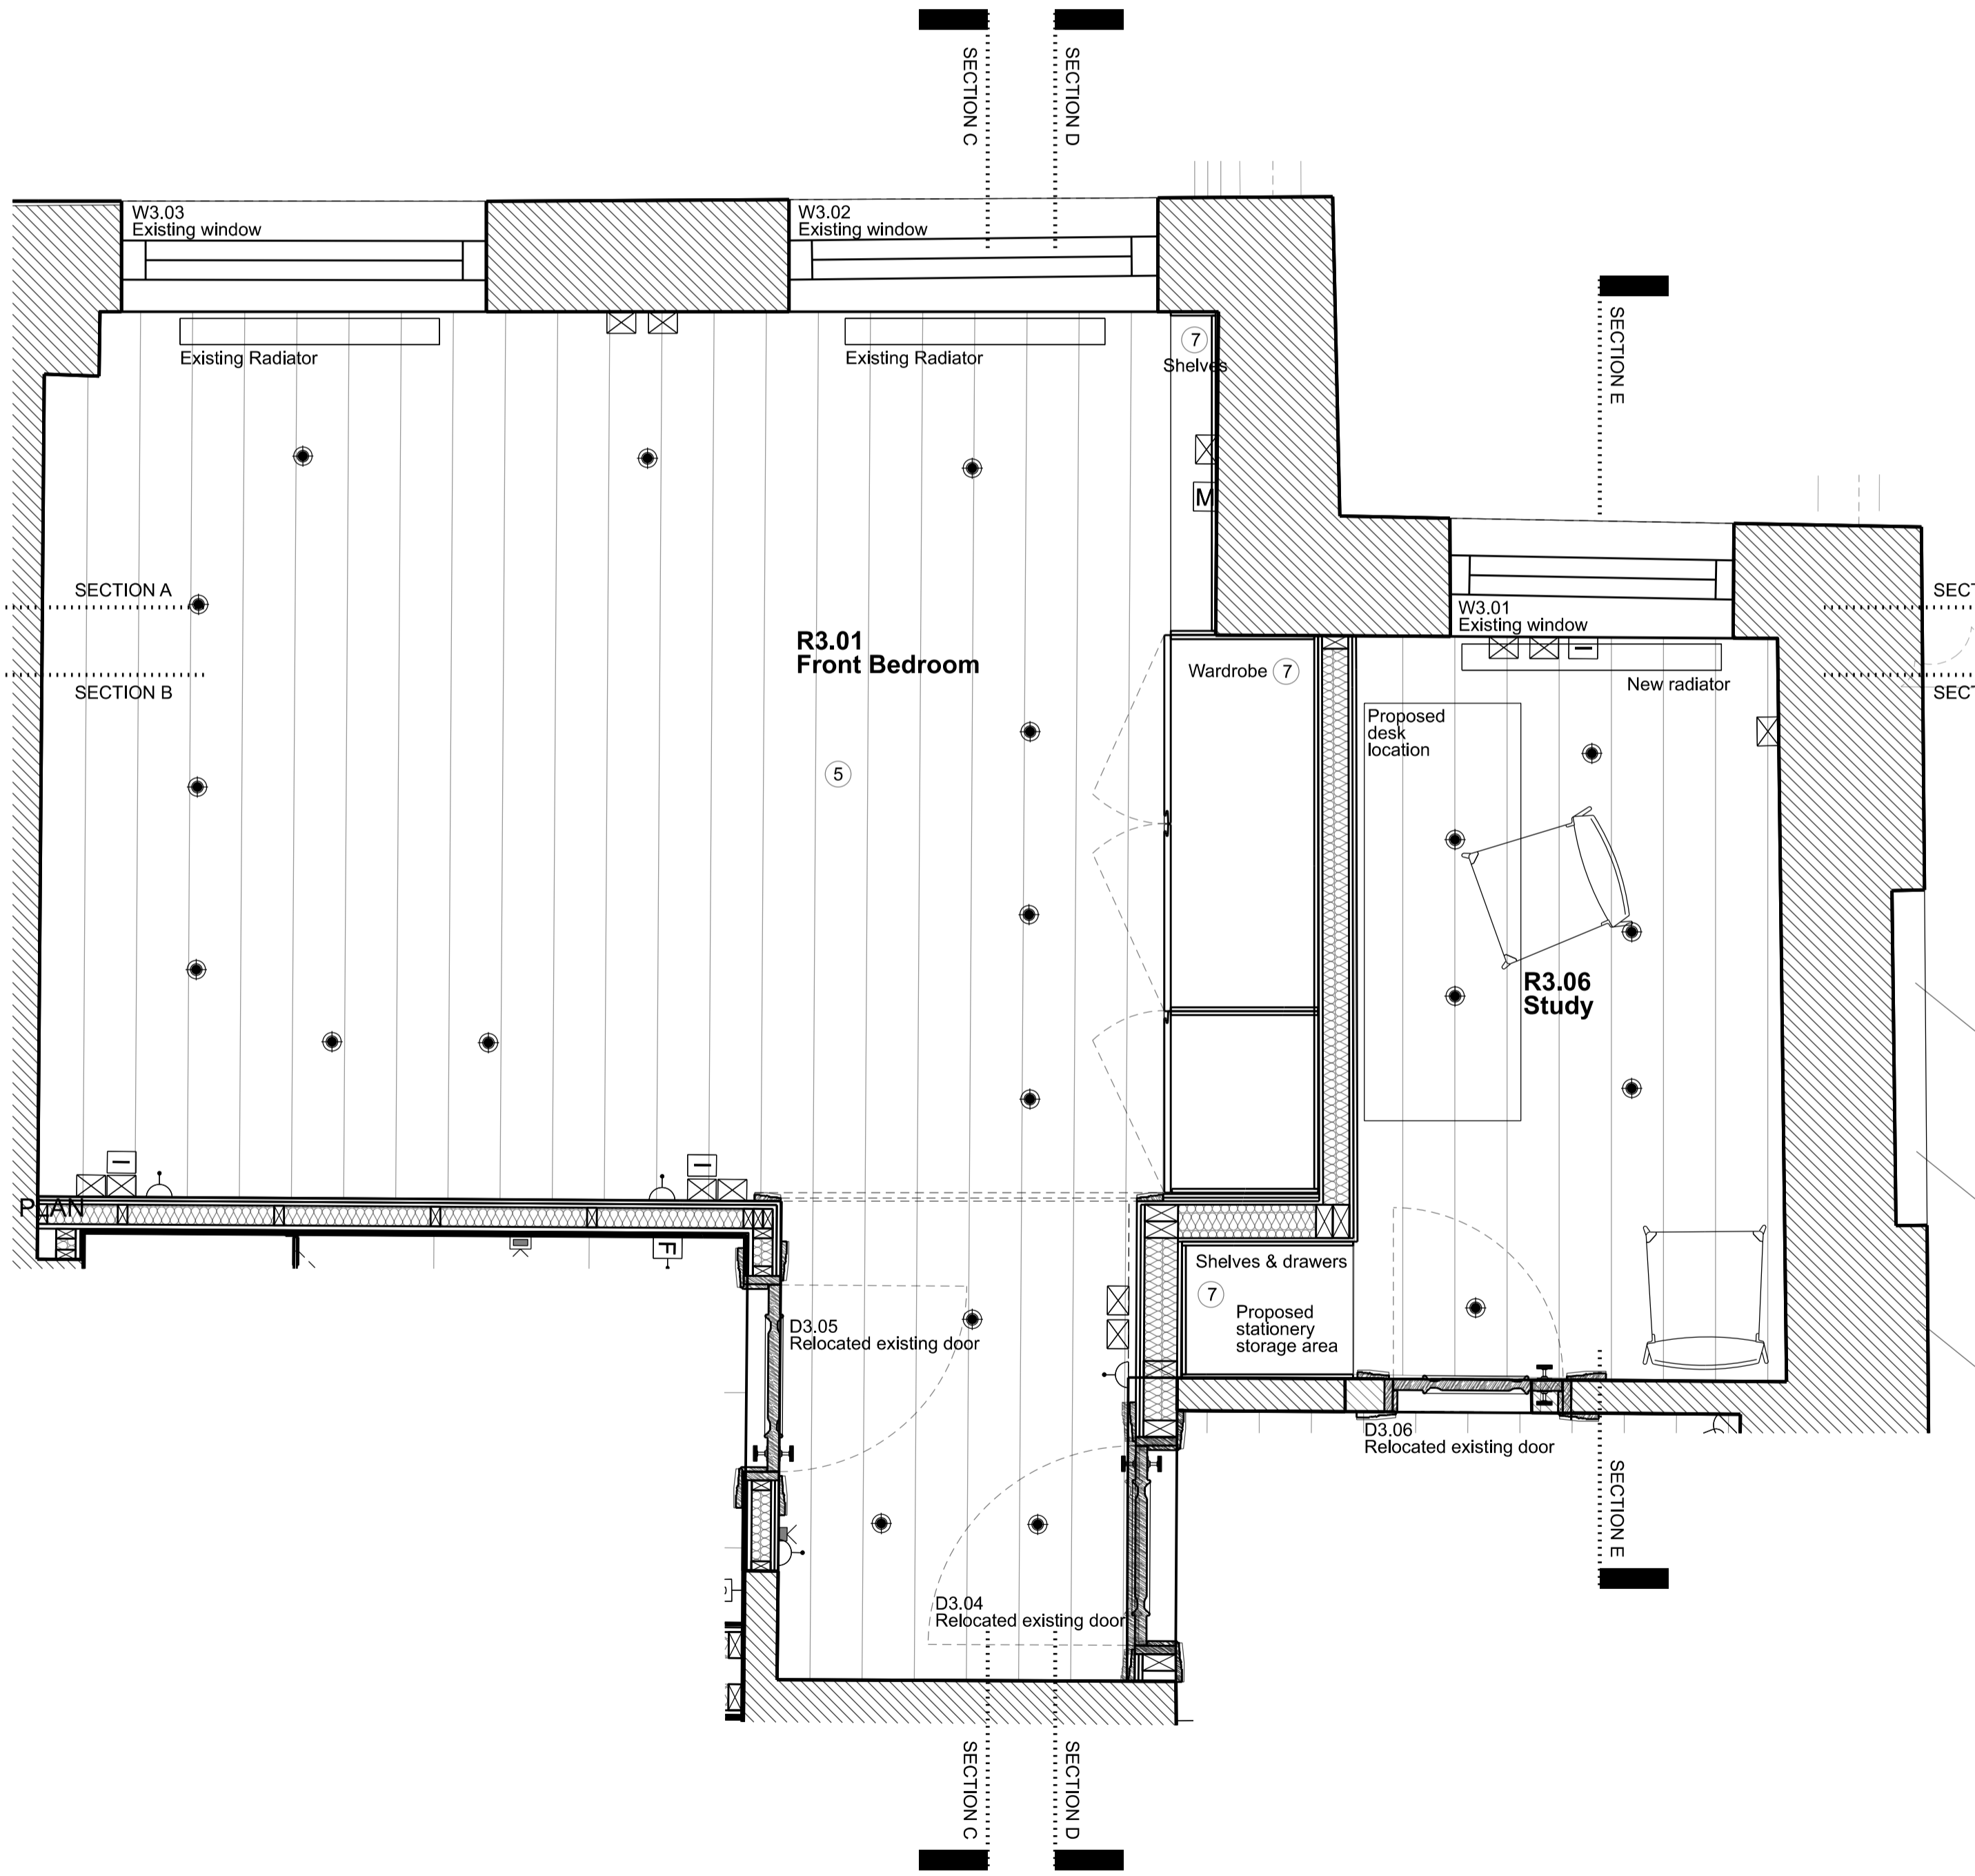 SECTION C
SECTION D
W3.03
Existing window
W3.02
Existing window
SECTION E
Existing Radiator
Existing Radiator
7
Shelves
M
SECTION A
SECT
W3.01
Existing window
R3.01
Front Bedroom
Wardrobe 7
SECTION B
SECT
New radiator
I
Proposed
desk
location
5
R3.06
Study
I
I
PLAN
F
Shelves & drawers
7
Proposed
stationery
storage area
D3.05
Relocated existing door
D3.06
Relocated existing door
SECTION E
D3.04
Relocated existing door
SECTION C
SECTION D